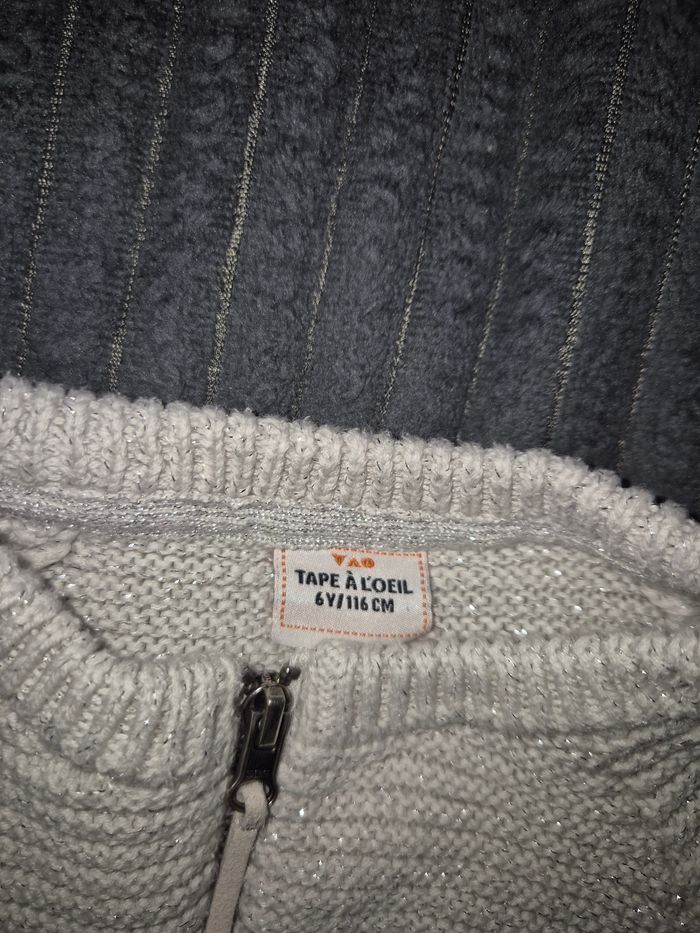 TAO
TAPE À L'OEIL
6Y/116 CM